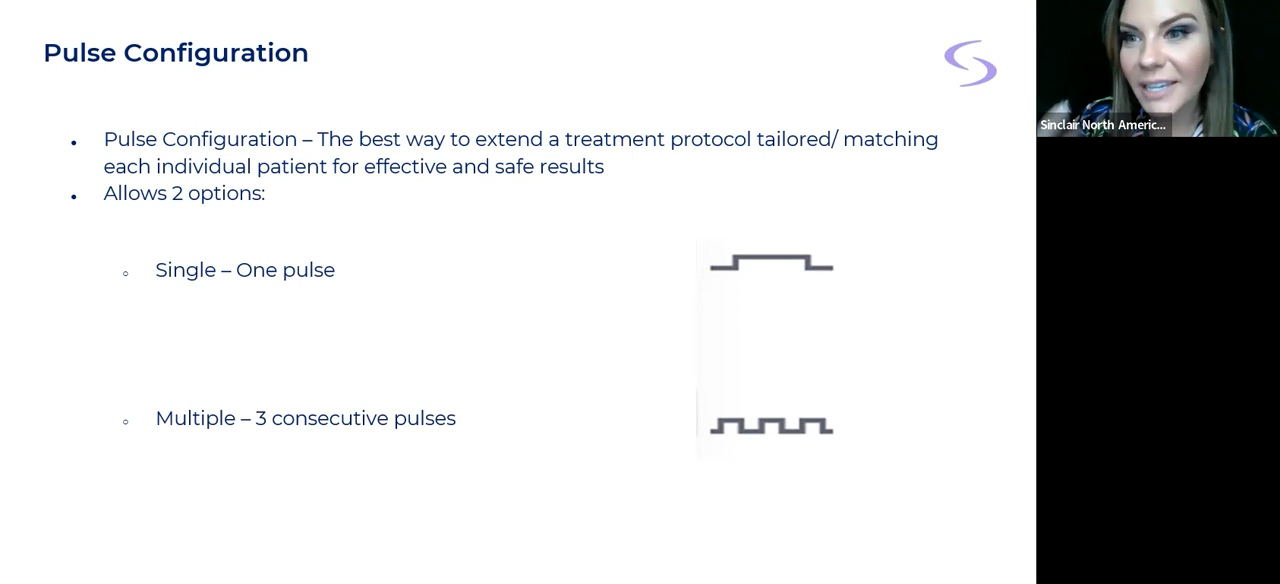 Pulse Configuration
• Pulse Configuration – The best way to extend a treatment protocol tailored/ matching
each individual patient for effective and safe results
• Allows 2 options:
○ Single – One pulse
○ Multiple – 3 consecutive pulses
Sinclair North Americ...